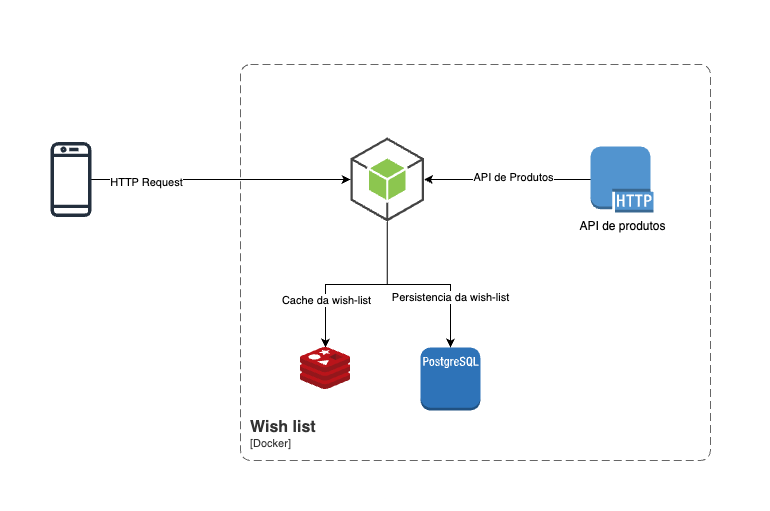 HTTP Request
API de Produtos
HTTP
API de produtos
Cache da wish-list
Persistencia da wish-list
PostgreSQL
Wish list
[Docker]